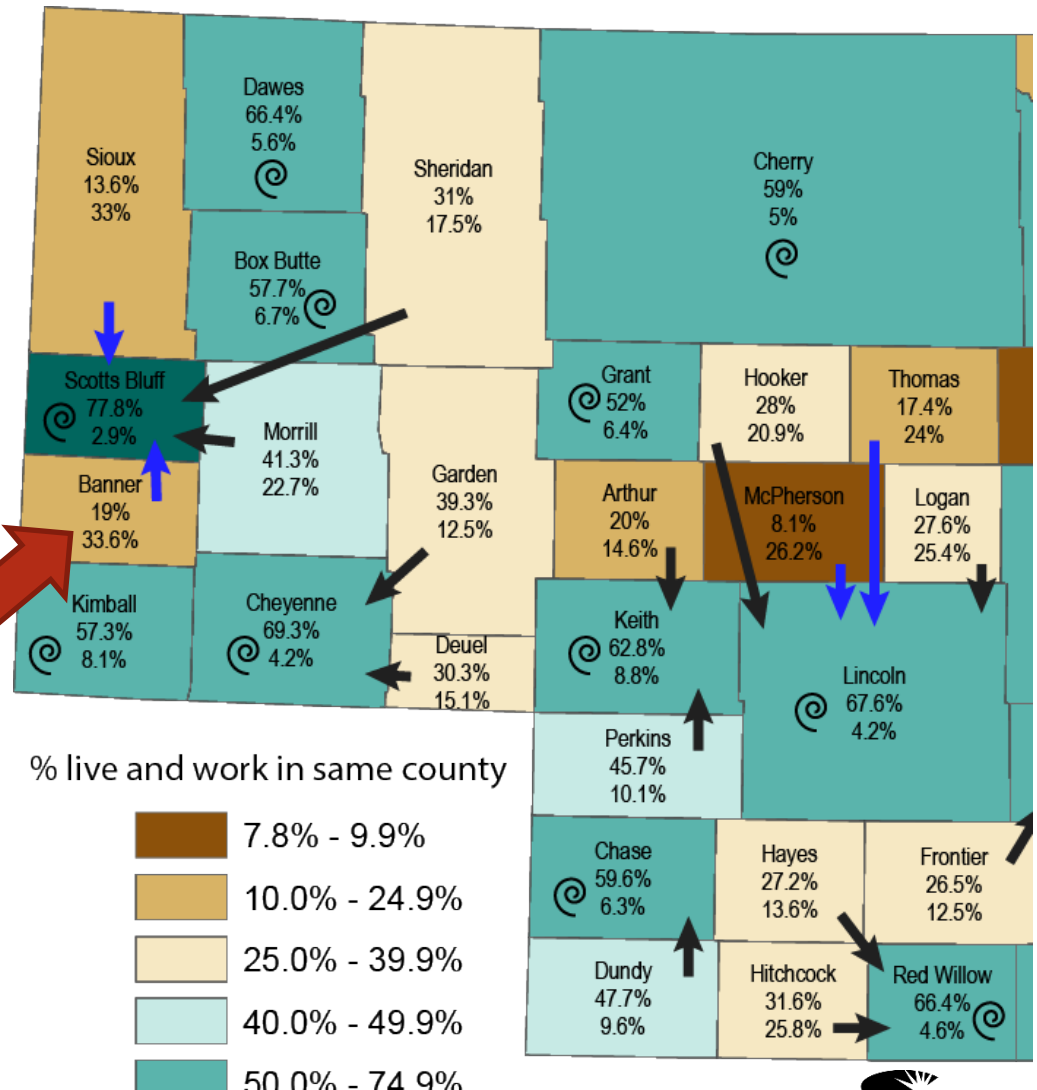 Dawes
66.4%
5.6%
Sioux
13.6%
33%
Sheridan
31%
17.5%
Cherry
59%
5%
Box Butte
57.7%
6.7%
Scotts Bluff
77.8%
2.9%
Morrill
41.3%
22.7%
Grant
52%
6.4%
Hooker
28%
20.9%
Thomas
17.4%
24%
Banner
19%
33.6%
Garden
39.3%
12.5%
Arthur
20%
14.6%
McPherson
8.1%
26.2%
Logan
27.6%
25.4%
Kimball
57.3%
8.1%
Cheyenne
69.3%
4.2%
Deuel
30.3%
15.1%
Keith
62.8%
8.8%
Lincoln
67.6%
4.2%
Perkins
45.7%
10.1%
Chase
59.6%
6.3%
Hayes
27.2%
13.6%
Frontier
26.5%
12.5%
Dundy
47.7%
9.6%
Hitchcock
31.6%
25.8%
Red Willow
66.4%
4.6%
% live and work in same county
7.8% - 9.9%
10.0% - 24.9%
25.0% - 39.9%
40.0% - 49.9%
50.0% - 74.9%